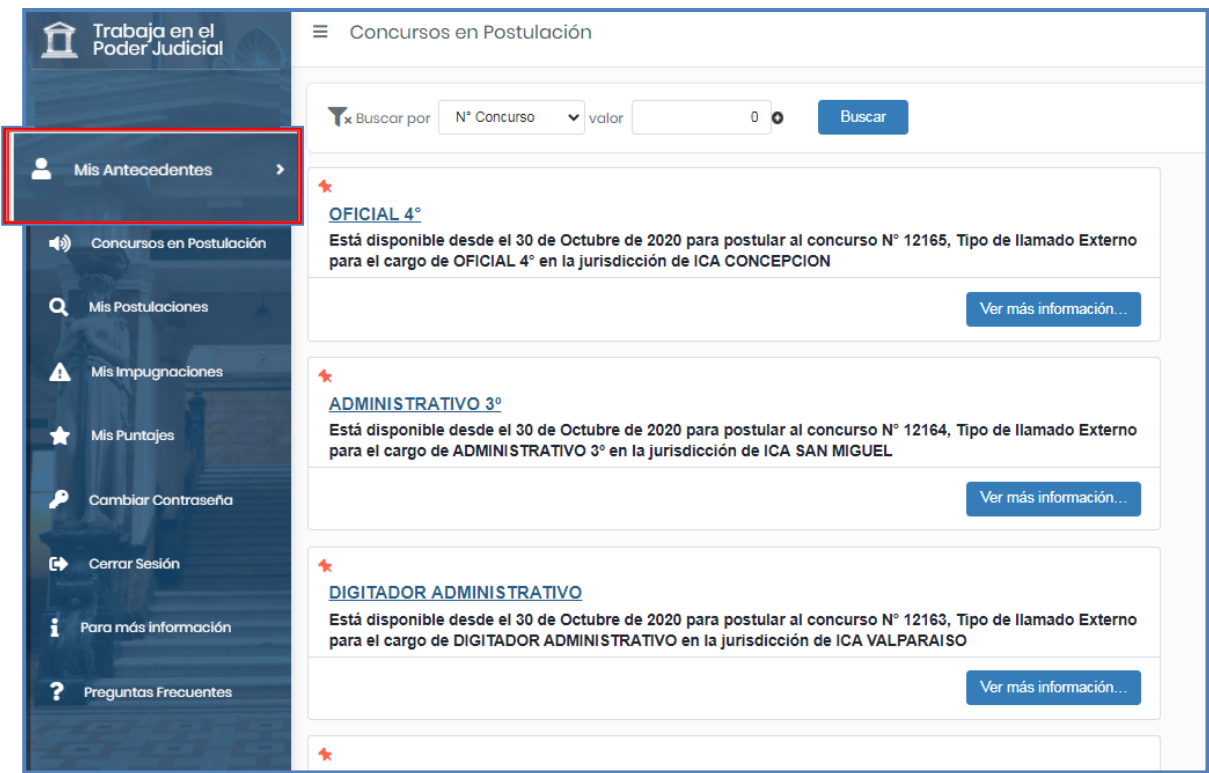 Trabaja en el
Poder Judicial
Mis Antecedentes
Concursos en Postulación
Mis Postulaciones
Mis Impugnaciones
Mis Puntajes
Cambiar Contraseña
Cerrar Sesión
Para más información
Preguntas Frecuentes
Concursos en Postulación
Buscar por N° Concurso valor 0 Buscar
OFICIAL 4°
Está disponible desde el 30 de Octubre de 2020 para postular al concurso N° 12165, Tipo de llamado Externo
para el cargo de OFICIAL 4° en la jurisdicción de ICA CONCEPCION
Ver más información...
ADMINISTRATIVO 3º
Está disponible desde el 30 de Octubre de 2020 para postular al concurso N° 12164, Tipo de llamado Externo
para el cargo de ADMINISTRATIVO 3º en la jurisdicción de ICA SAN MIGUEL
Ver más información...
DIGITADOR ADMINISTRATIVO
Está disponible desde el 30 de Octubre de 2020 para postular al concurso N° 12163, Tipo de llamado Externo
para el cargo de DIGITADOR ADMINISTRATIVO en la jurisdicción de ICA VALPARAISO
Ver más información...